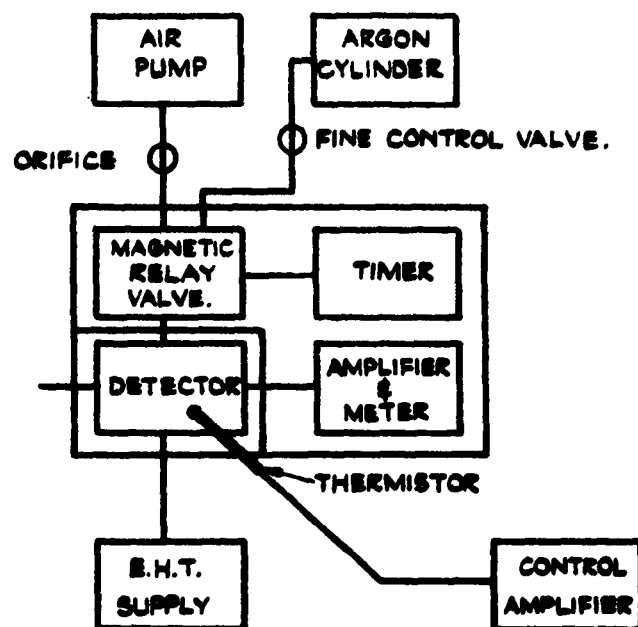 AIR
PUMP
ARGON
CYLINDER
ORIFICE
FINE CONTROL VALVE.
MAGNETIC
RELAY
VALVE.
TIMER
DETECTOR
AMPLIFIER
&
METER
THERMISTOR
E.H.T.
SUPPLY
CONTROL
AMPLIFIER